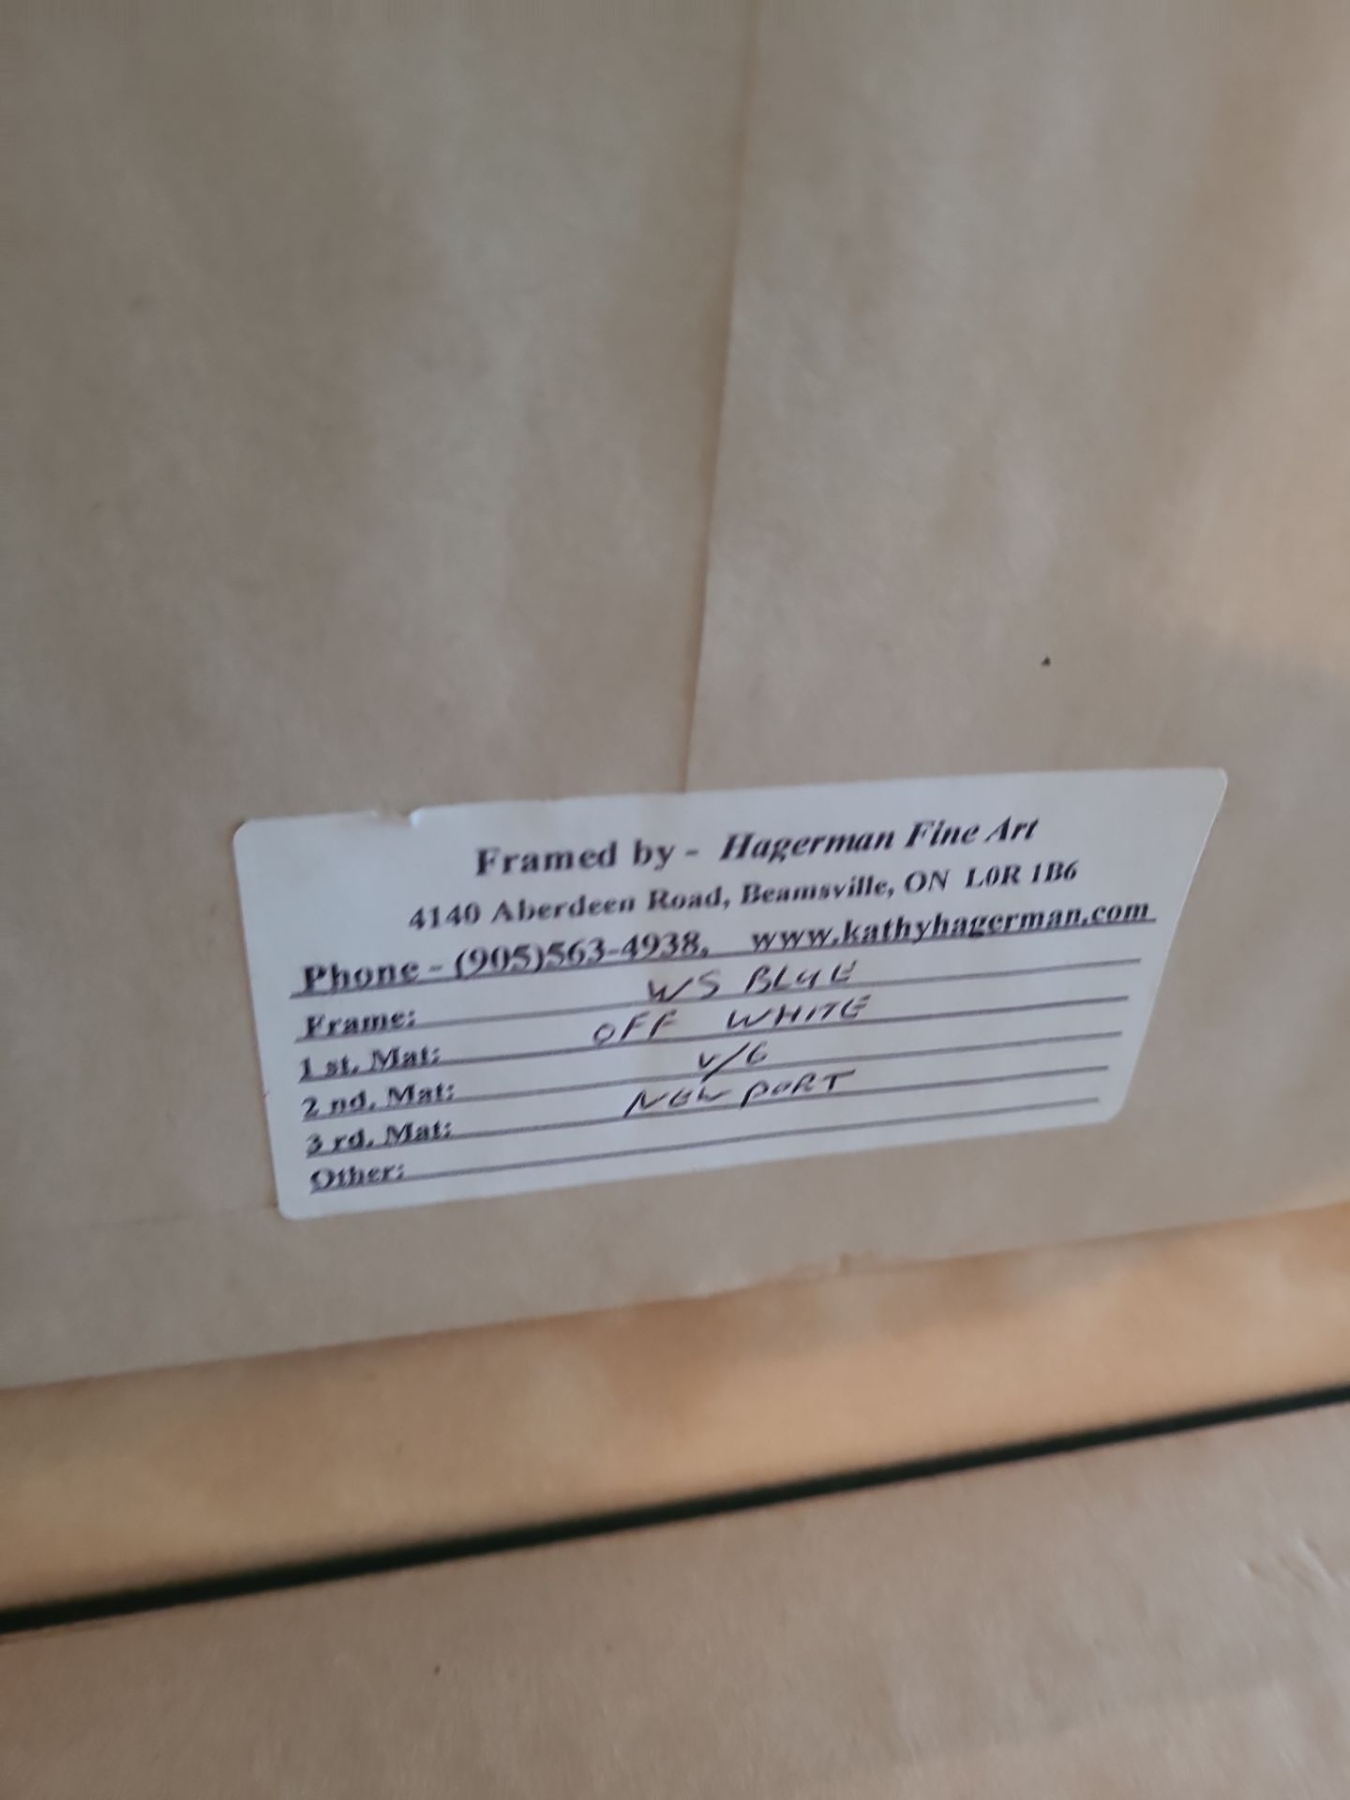 Framed by - Hagerman Fine Art
4140 Aberdeen Road, Beamsville, ON L0R 1B6
Phone - (905)563-4938, www.kathyhagerman.com
Frame: WS BLUE
1 st. Mat: OFF WHITE
2 nd. Mat: V/G
3 rd. Mat: NEWPORT
Other: